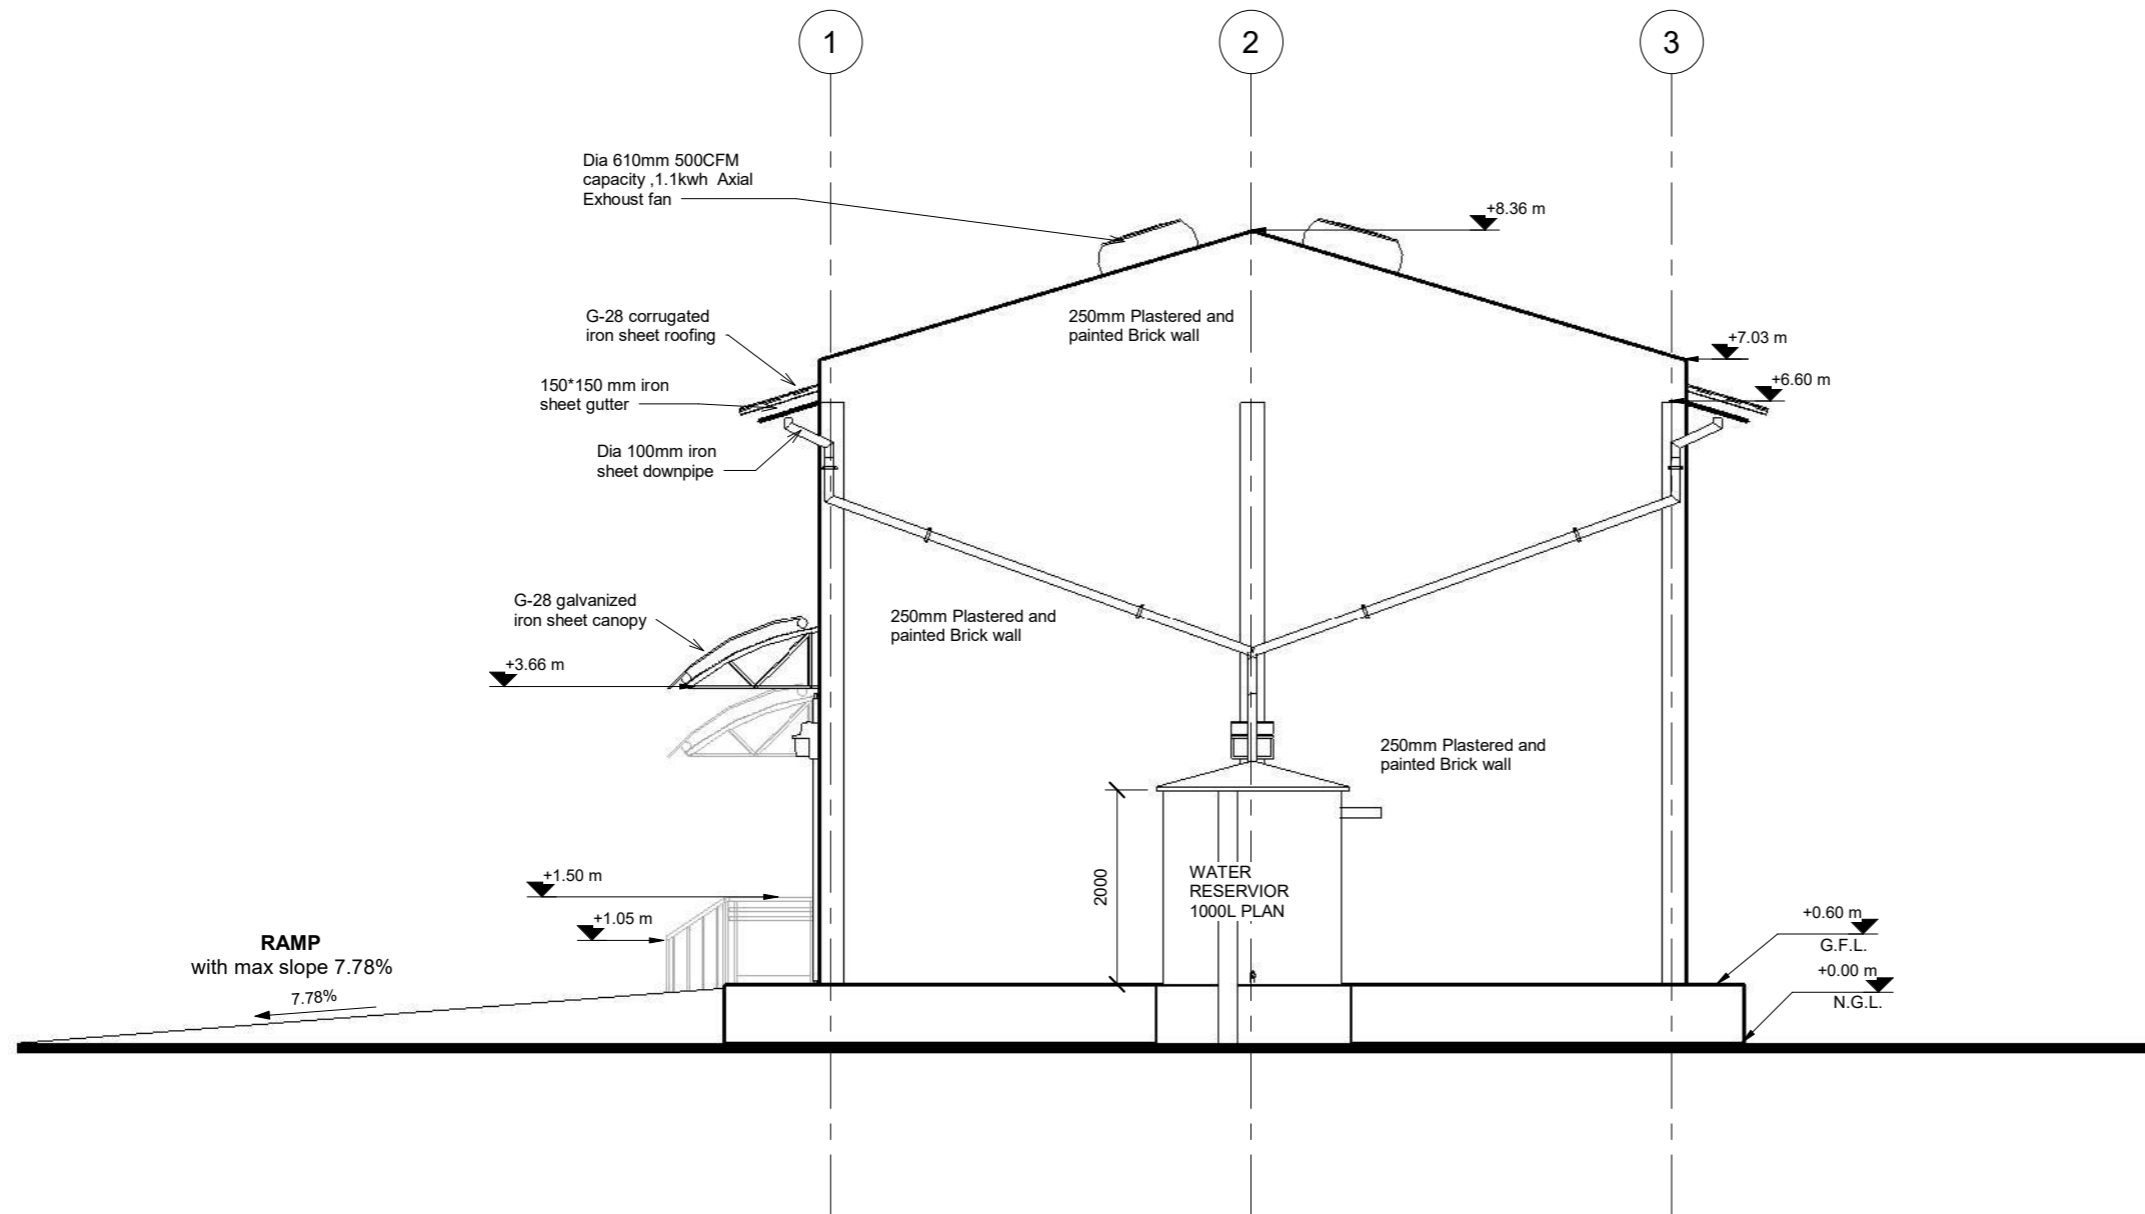 1
2
3
Dia 610mm 500CFM
capacity ,1.1kwh Axial
Exhoust fan
+8.36 m
G-28 corrugated
iron sheet roofing
250mm Plastered and
painted Brick wall
+7.03 m
150*150 mm iron
sheet gutter
+6.60 m
Dia 100mm iron
sheet downpipe
G-28 galvanized
iron sheet canopy
250mm Plastered and
painted Brick wall
+3.66 m
250mm Plastered and
painted Brick wall
2000
WATER
RESERVIOR
1000L PLAN
+1.50 m
+1.05 m
+0.60 m
G.F.L.
+0.00 m
N.G.L.
RAMP
with max slope 7.78%
7.78%